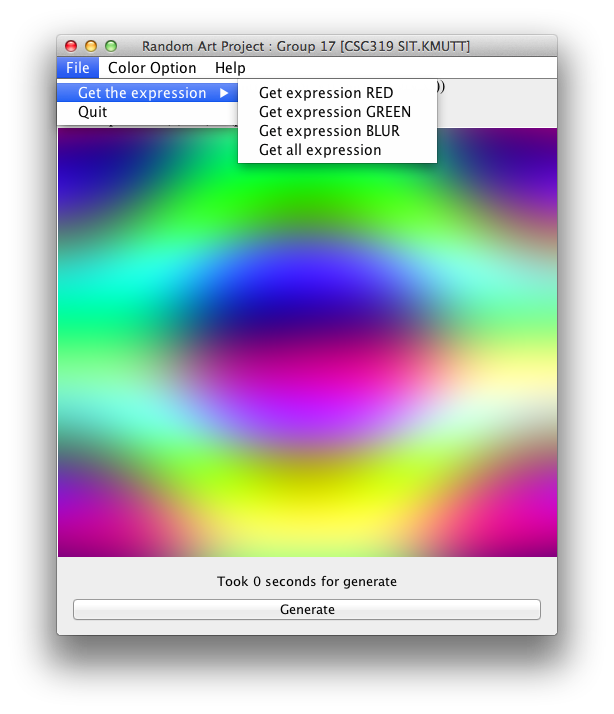 Random Art Project : Group 17 [CSC319 SIT.KMUTT]
File Color Option Help
))
Get the expression ▶
Quit
Get expression RED
Get expression GREEN
Get expression BLUR
Get all expression
Took 0 seconds for generate
Generate